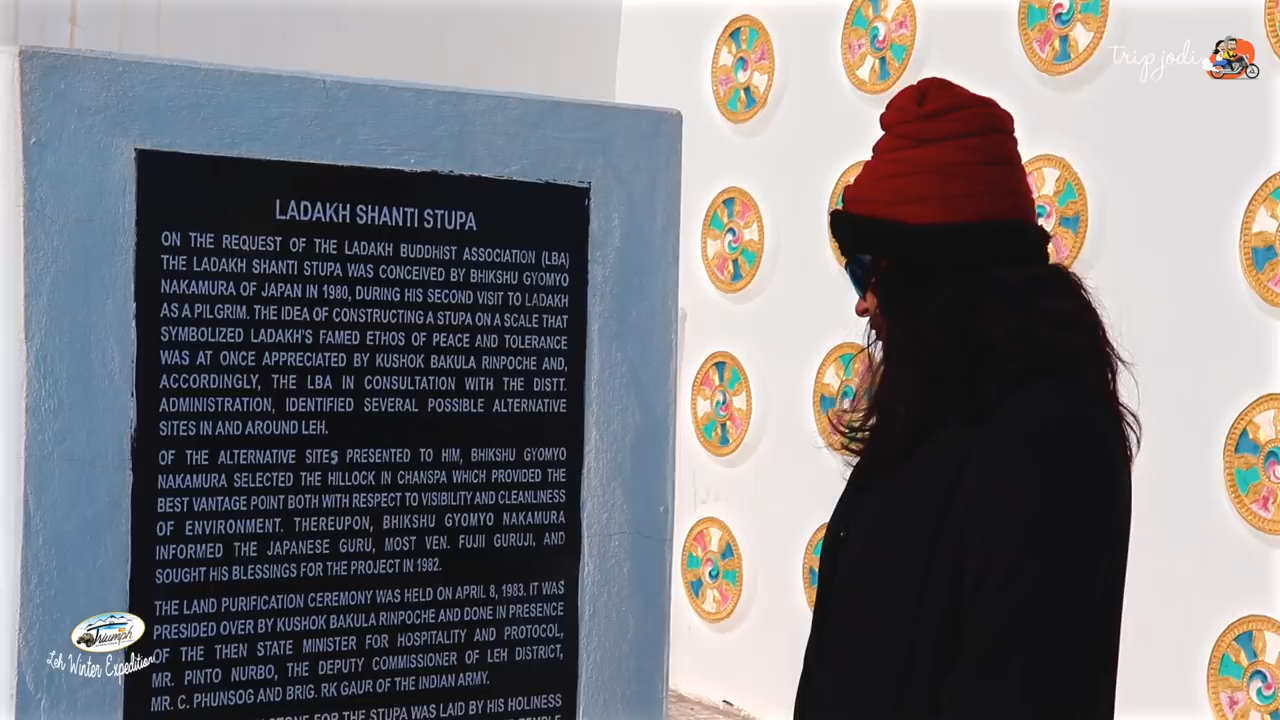 trip jodi
LADAKH SHANTI STUPA
ON THE REQUEST OF THE LADAKH BUDDHIST ASSOCIATION (LBA)
THE LADAKH SHANTI STUPA WAS CONCEIVED BY BHIKSHU GYOMYO
NAKAMURA OF JAPAN IN 1980, DURING HIS SECOND VISIT TO LADAKH
AS A PILGRIM. THE IDEA OF CONSTRUCTING A STUPA ON A SCALE THAT
SYMBOLIZED LADAKH'S FAMED ETHOS OF PEACE AND TOLERANCE
WAS AT ONCE APPRECIATED BY KUSHOK BAKULA RINPOCHE AND,
ACCORDINGLY, THE LBA IN CONSULTATION WITH THE DISTT.
ADMINISTRATION, IDENTIFIED SEVERAL POSSIBLE ALTERNATIVE
SITES IN AND AROUND LEH.
OF THE ALTERNATIVE SITES PRESENTED TO HIM, BHIKSHU GYOMYO
NAKAMURA SELECTED THE HILLOCK IN CHANSPA WHICH PROVIDED THE
BEST VANTAGE POINT BOTH WITH RESPECT TO VISIBILITY AND CLEANLINESS
OF ENVIRONMENT. THEREUPON, BHIKSHU GYOMYO NAKAMURA
INFORMED THE JAPANESE GURU, MOST VEN. FUJII GURUJI, AND
SOUGHT HIS BLESSINGS FOR THE PROJECT IN 1982.
THE LAND PURIFICATION CEREMONY WAS HELD ON APRIL 8, 1983. IT WAS
PRESIDED OVER BY KUSHOK BAKULA RINPOCHE AND DONE IN PRESENCE
OF THE THEN STATE MINISTER FOR HOSPITALITY AND PROTOCOL,
MR. PINTO NURBO, THE DEPUTY COMMISSIONER OF LEH DISTRICT,
MR. C. PHUNSOG AND BRIG. RK GAUR OF THE INDIAN ARMY.
STONE FOR THE STUPA WAS LAID BY HIS HOLINESS
TEMPLE
Triumph
Leh Winter Expedition